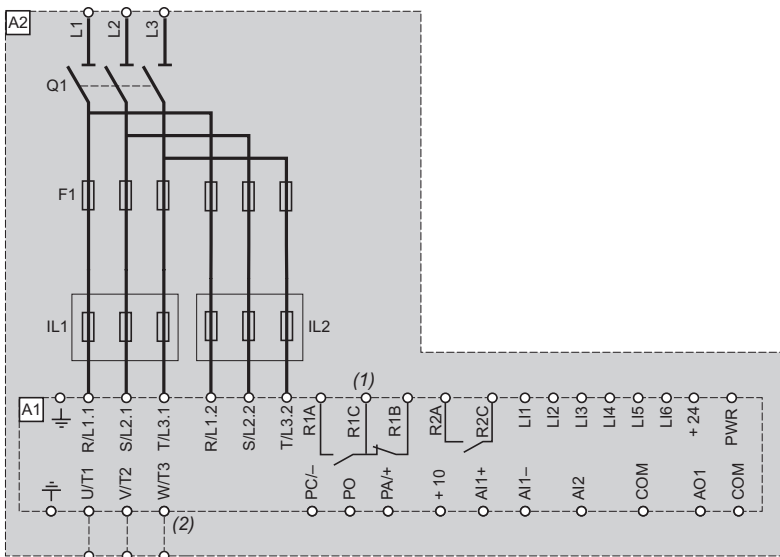 A2
L1 L2 L3
Q1
F1
IL1 IL2
A1
(1)
R/L1.1 S/L2.1 T/L3.1 R/L1.2 S/L2.2 T/L3.2 R1A R1C R1B R2A R2C LI1 LI2 LI3 LI4 LI5 LI6 + 24 PWR
U/T1 V/T2 W/T3 PC/– PO PA/+ + 10 AI1+ AI1– AI2 COM AO1 COM
(2)